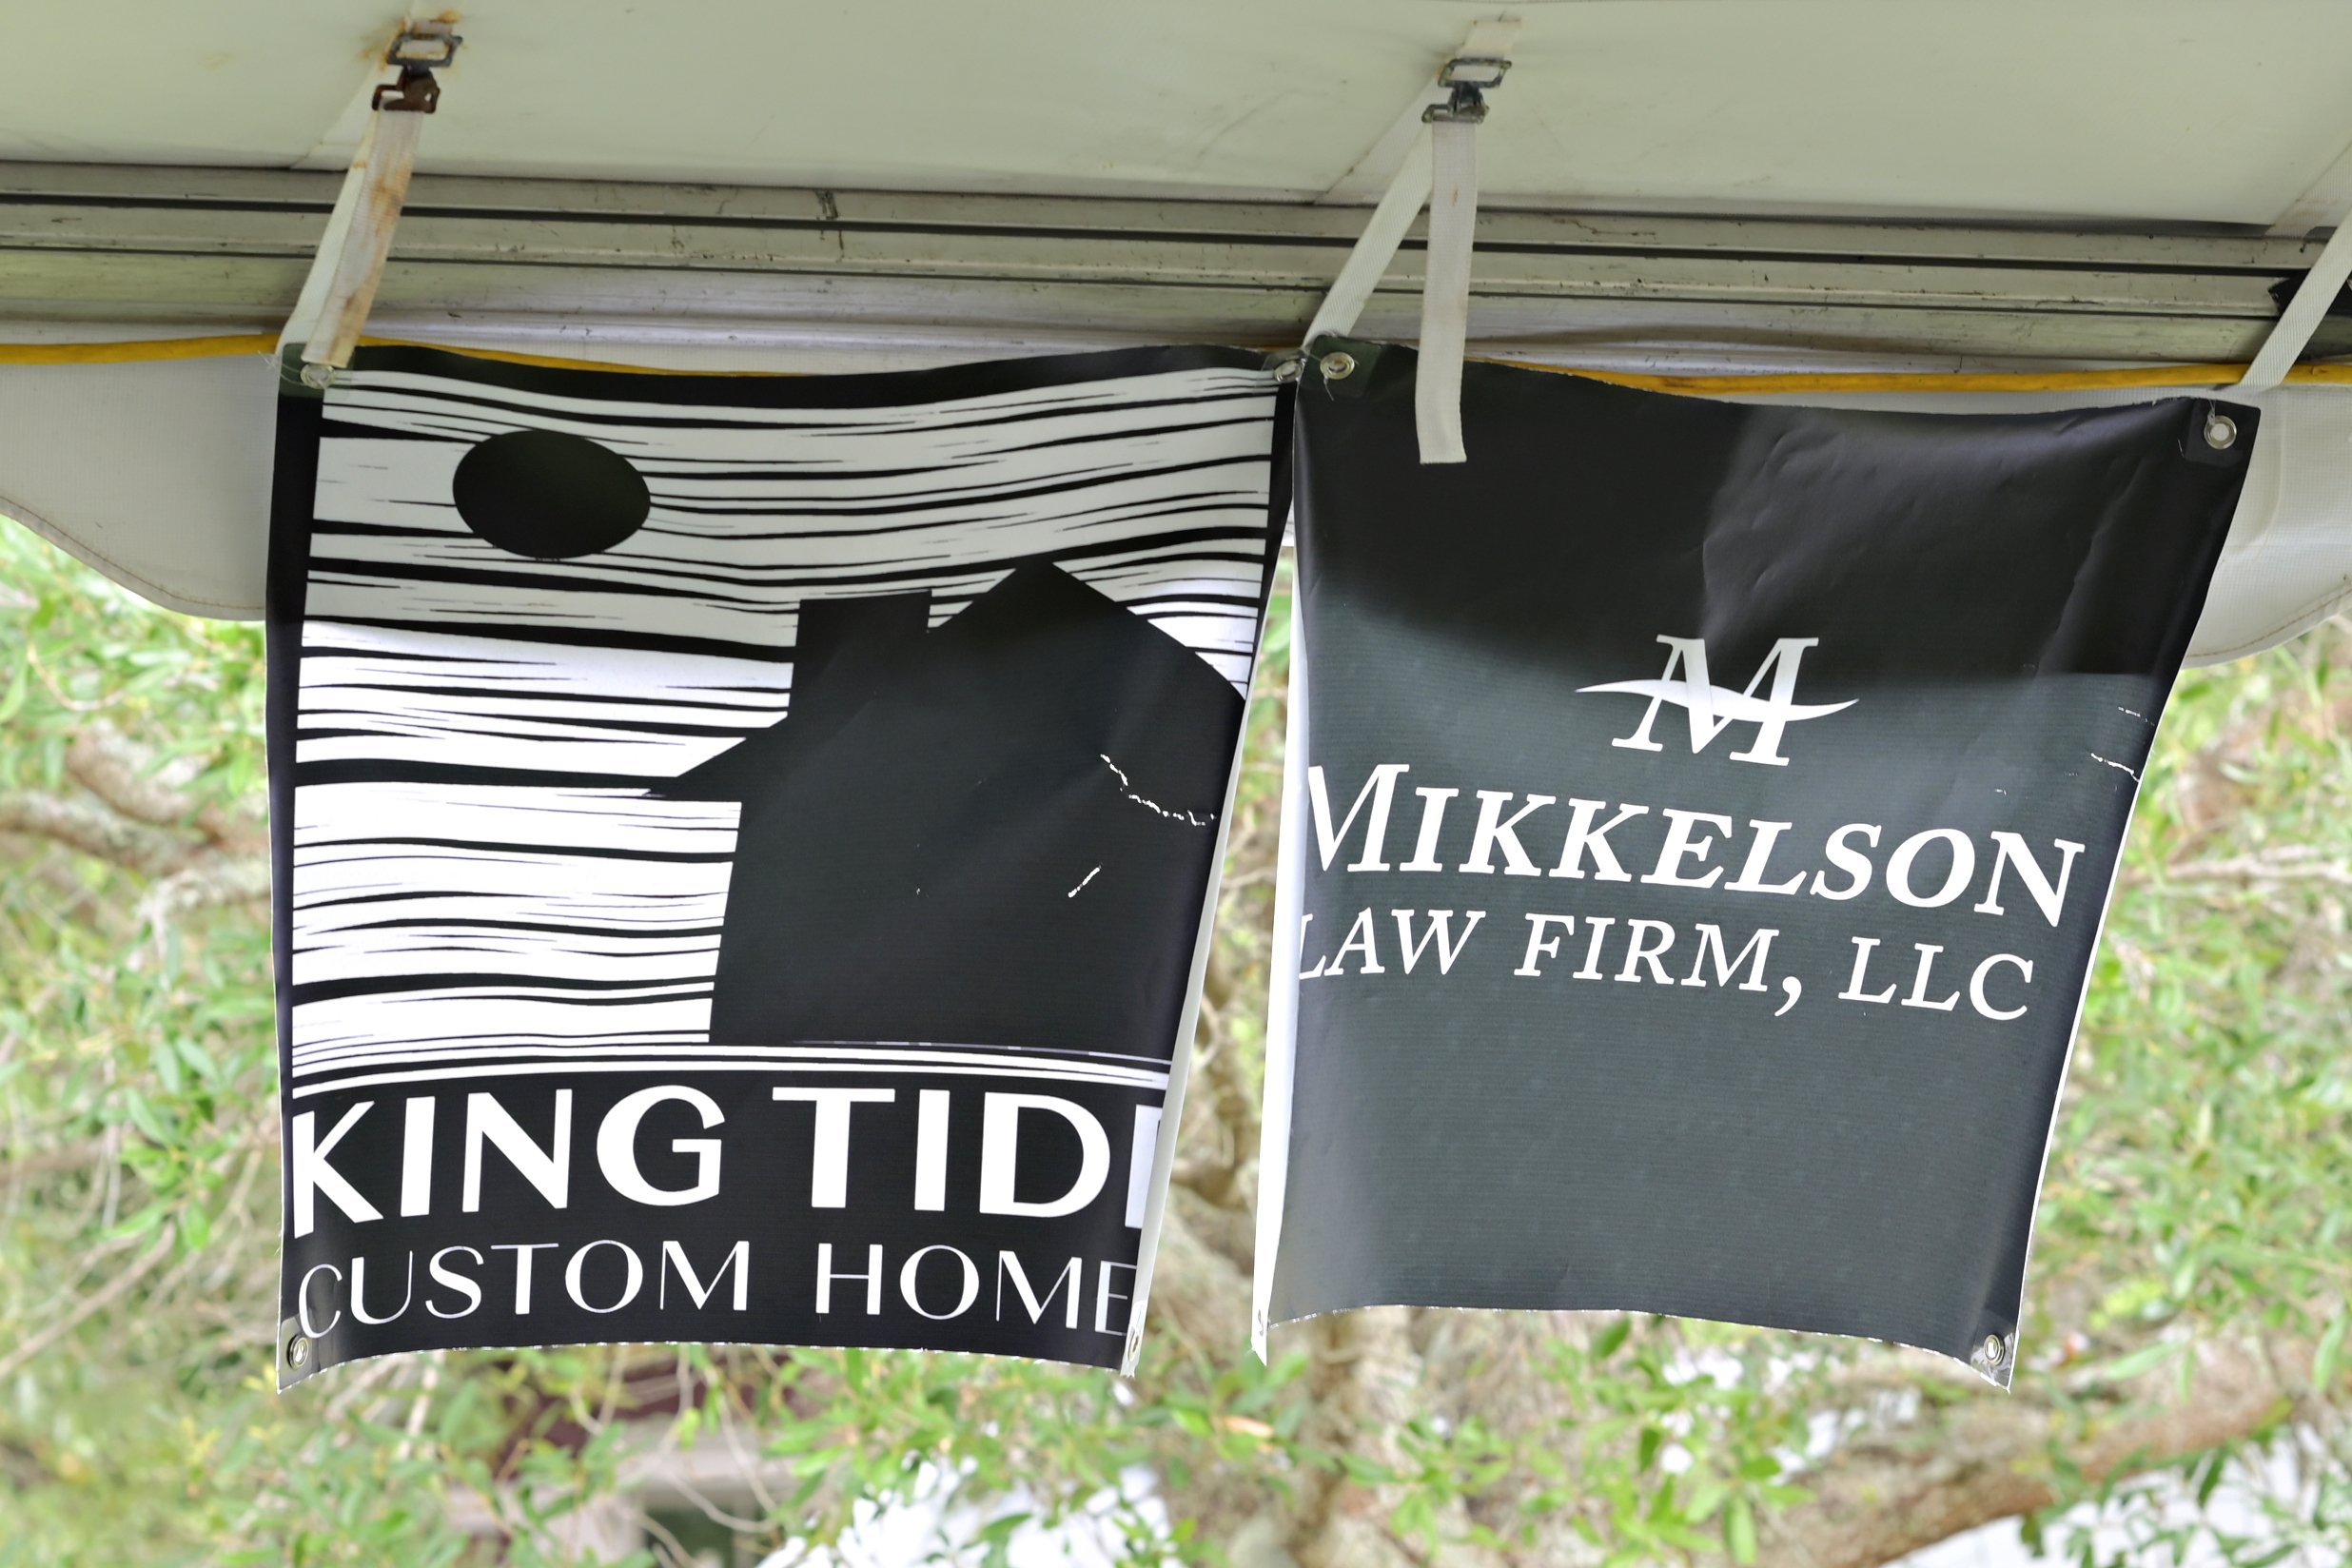 KING TIDE
CUSTOM HOME
M
MIKKELSON
LAW FIRM, LLC